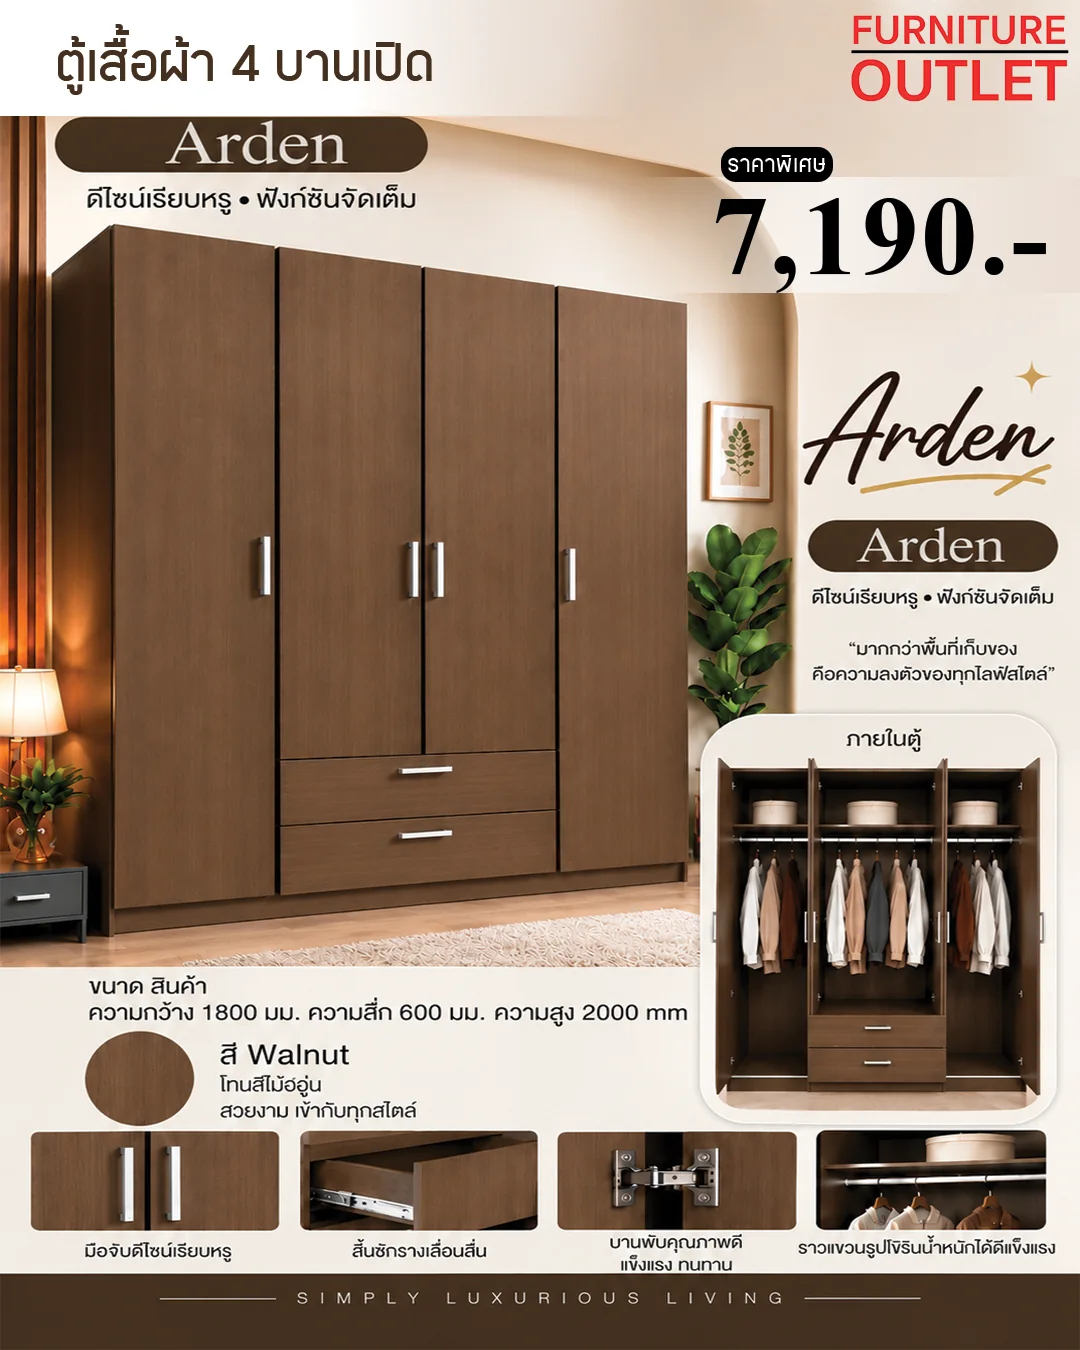 ตู้เสื้อผ้า 4 บานเปิด
FURNITURE
OUTLET
Arden
ดีไซน์เรียบหรู • ฟังก์ชันจัดเต็ม
ราคาพิเศษ
7,190.-
Arden
Arden
ดีไซน์เรียบหรู • ฟังก์ชันจัดเต็ม
“มากกว่าพื้นที่เก็บของ
คือความลงตัวของทุกไลฟ์สไตล์”
ภายในตู้
ขนาด สินค้า
ความกว้าง 1800 มม. ความลึก 600 มม. ความสูง 2000 mm
สี Walnut
โทนสีไม้อุ่น
สวยงาม เข้ากับทุกสไตล์
มือจับดีไซน์เรียบหรู
ลิ้นชักรางเลื่อนลื่น
บานพับคุณภาพดี
แข็งแรง ทนทาน
ราวแขวนรูปไข่รับน้ำหนักได้ดีแข็งแรง
SIMPLY LUXURIOUS LIVING